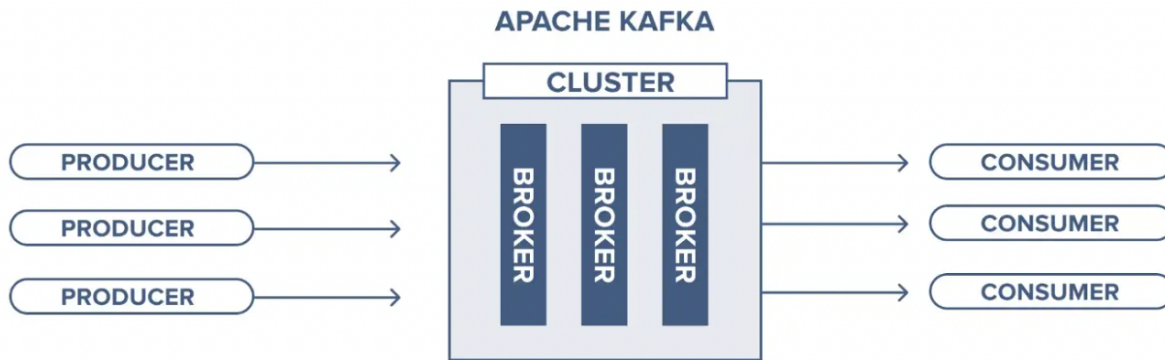 APACHE KAFKA
CLUSTER
PRODUCER
PRODUCER
PRODUCER
BROKER
BROKER
BROKER
CONSUMER
CONSUMER
CONSUMER